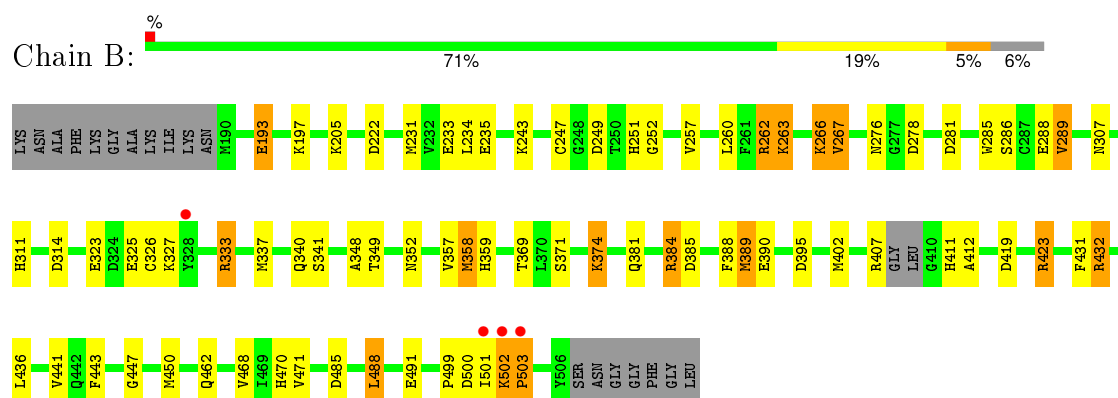 %
Chain B:
71% 19% 5% 6%
LYS ASN ALA PHE LYS GLY ALA LYS ILE LYS ASN M190 E193 K197 K205 D222 M231 V232 E233 L234 E235 K243 C247 G248 D249 T250 H251 G252 V257 L260 F261 R262 K263 K266 V267 N276 G277 D278 D281 W285 S286 C287 E288 V289 N307
H311 D314 E323 D324 E325 C326 K327 Y328 R333 M337 Q340 S341 A348 T349 N352 V357 M358 H359 T369 L370 S371 K374 Q381 R384 D385 F388 M389 E390 D395 M402 R407 GLY LEU G410 H411 A412 D419 R423 F431 R432
L436 V441 Q442 F443 G447 M450 Q462 V468 I469 H470 V471 D485 L488 E491 P499 D500 I501 K502 P503 Y506 SER ASN GLY GLY PHE GLY LEU